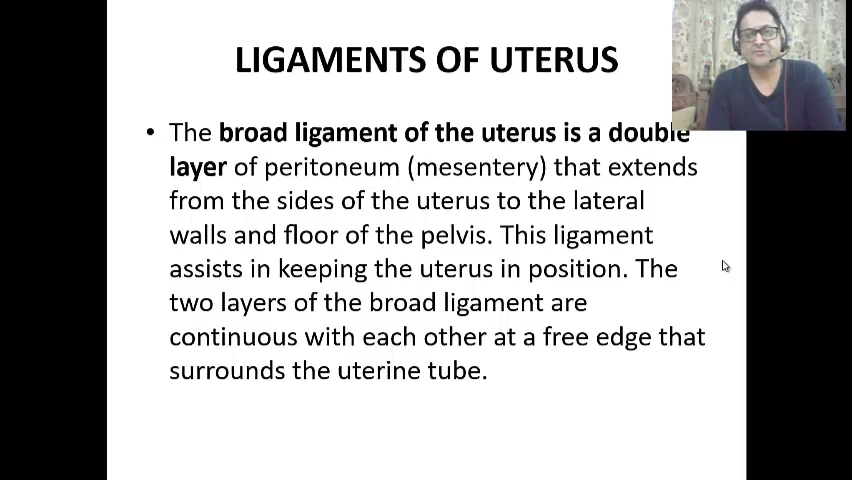 LIGAMENTS OF UTERUS
• The broad ligament of the uterus is a double
layer of peritoneum (mesentery) that extends
from the sides of the uterus to the lateral
walls and floor of the pelvis. This ligament
assists in keeping the uterus in position. The
two layers of the broad ligament are
continuous with each other at a free edge that
surrounds the uterine tube.